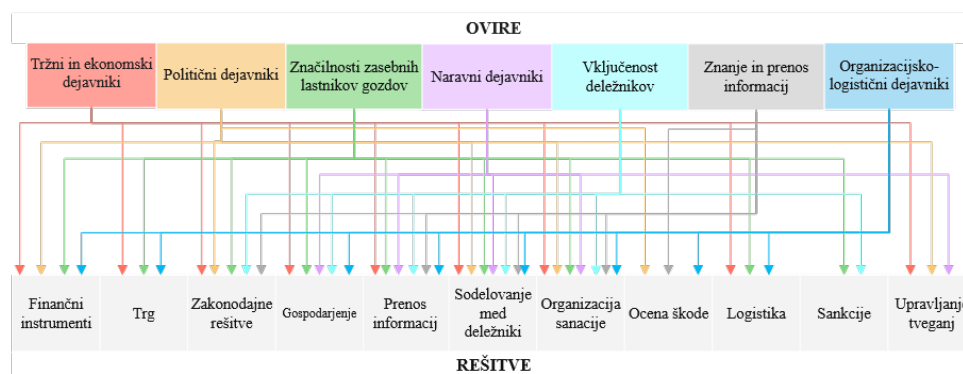 OVIRE
Tržni in ekonomski
dejavniki
Politični dejavniki
Značilnosti zasebnih
lastnikov gozdov
Naravni dejavniki
Vključenost
deležnikov
Znanje in prenos
informacij
Organizacijsko-
logistični dejavniki
Finančni
instrumenti
Trg
Zakonodajne
rešitve
Gospodarjenje
Prenos
informacij
Sodelovanje
med
deležniki
Organizacija
sanacije
Ocena škode
Logistika
Sankcije
Upravljanje
tveganj
REŠITVE